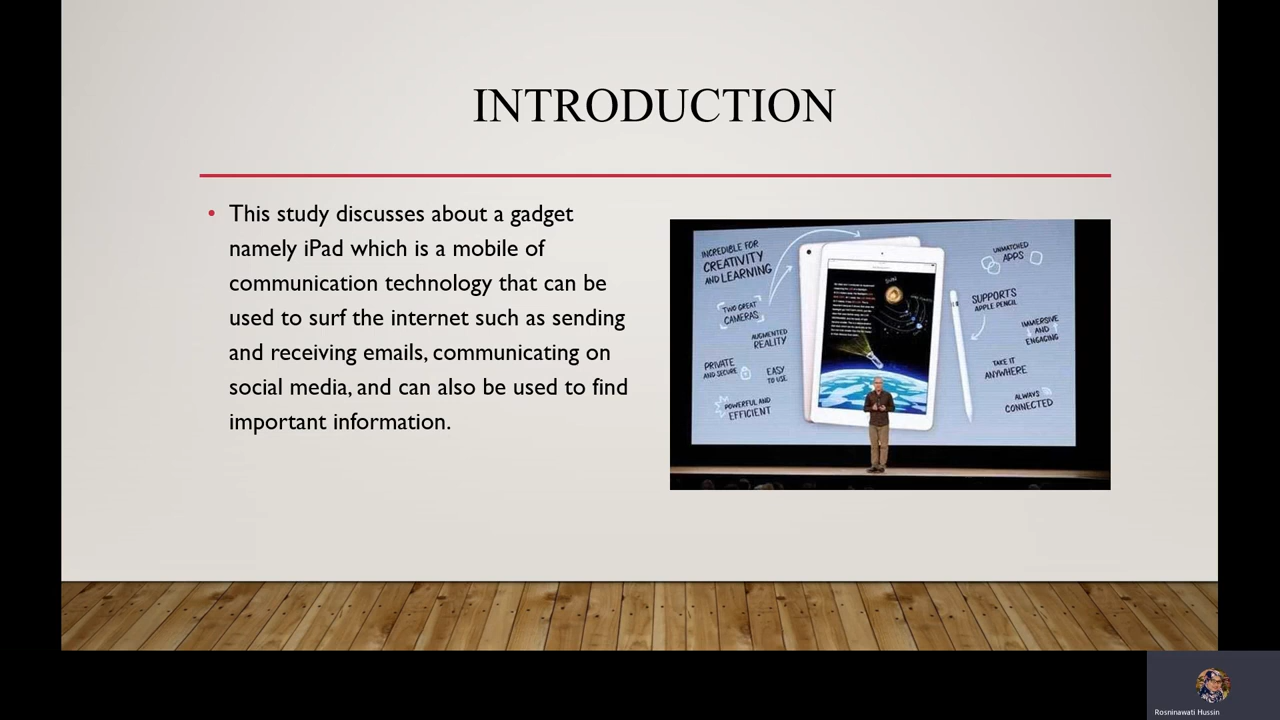 INTRODUCTION
• This study discusses about a gadget
namely iPad which is a mobile of
communication technology that can be
used to surf the internet such as sending
and receiving emails, communicating on
social media, and can also be used to find
important information.
INCREDIBLE FOR
CREATIVITY
AND LEARNING
TWO GREAT
CAMERAS
AUGMENTED
REALITY
PRIVATE
AND SECURE
EASY
TO USE
POWERFUL AND
EFFICIENT
UNMATCHED
APPS
SUPPORTS
APPLE PENCIL
IMMERSIVE
AND
ENGAGING
TAKE IT
ANYWHERE
ALWAYS
CONNECTED
Rosninawati Hussin